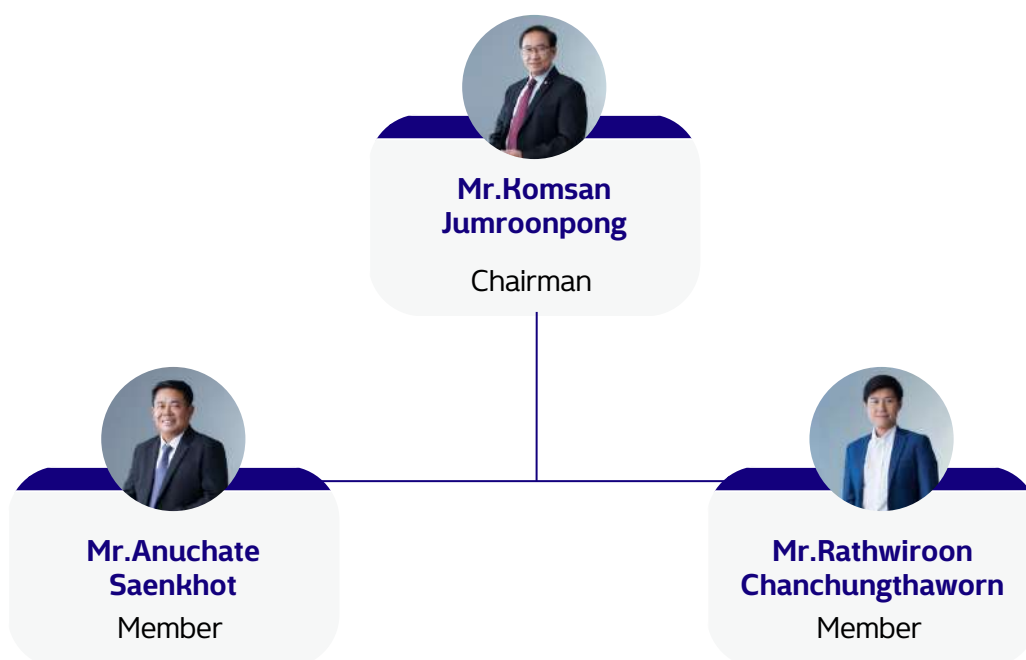 Mr.Komsan
Jumroonpong
Chairman
Mr.Anuchate
Saenkhot
Member
Mr.Rathwiroon
Chanchungthaworn
Member